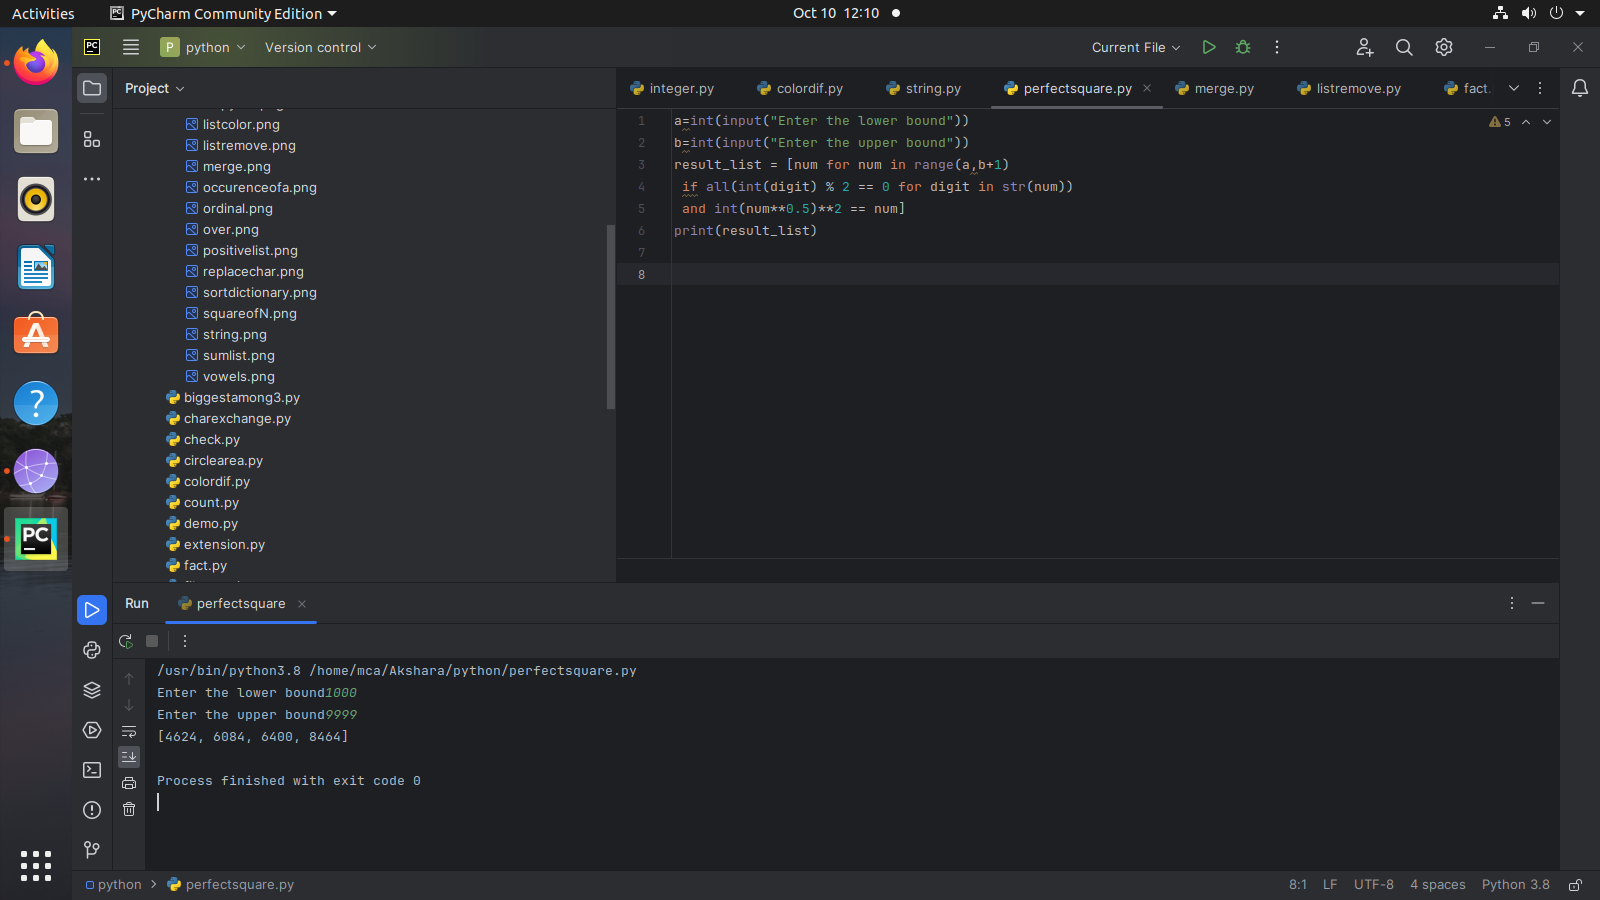 Activities PyCharm Community Edition Oct 10 12:10
PC P python Version control Current File
Project
listcolor.png
listremove.png
merge.png
occurenceofa.png
ordinal.png
over.png
positivelist.png
replacechar.png
sortdictionary.png
squareofN.png
string.png
sumlist.png
vowels.png
biggestamong3.py
charexchange.py
check.py
circlearea.py
colordif.py
count.py
demo.py
extension.py
fact.py
integer.py colordif.py string.py perfectsquare.py merge.py listremove.py fact.
5
1 a=int(input("Enter the lower bound"))
2 b=int(input("Enter the upper bound"))
3 result_list = [num for num in range(a,b+1)
4 if all(int(digit) % 2 == 0 for digit in str(num))
5 and int(num**0.5)**2 == num]
6 print(result_list)
7
8
PC
Run perfectsquare
/usr/bin/python3.8 /home/mca/Akshara/python/perfectsquare.py
Enter the lower bound1000
Enter the upper bound9999
[4624, 6084, 6400, 8464]
Process finished with exit code 0
python perfectsquare.py 8:1 LF UTF-8 4 spaces Python 3.8